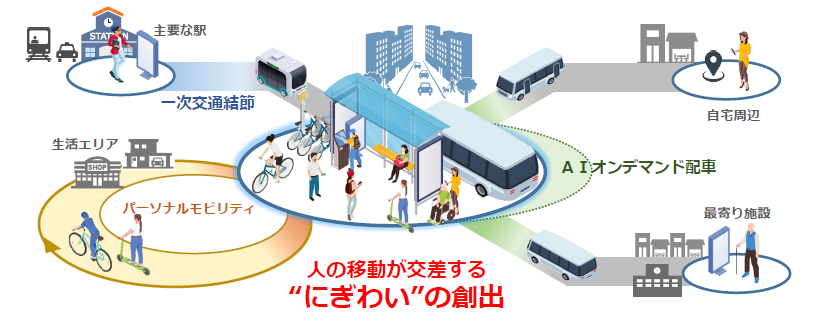 主要な駅
STATION
一次交通結節
自宅周辺
生活エリア
SHOP
AIオンデマンド配車
パーソナルモビリティ
最寄り施設
人の移動が交差する
“にぎわい”の創出